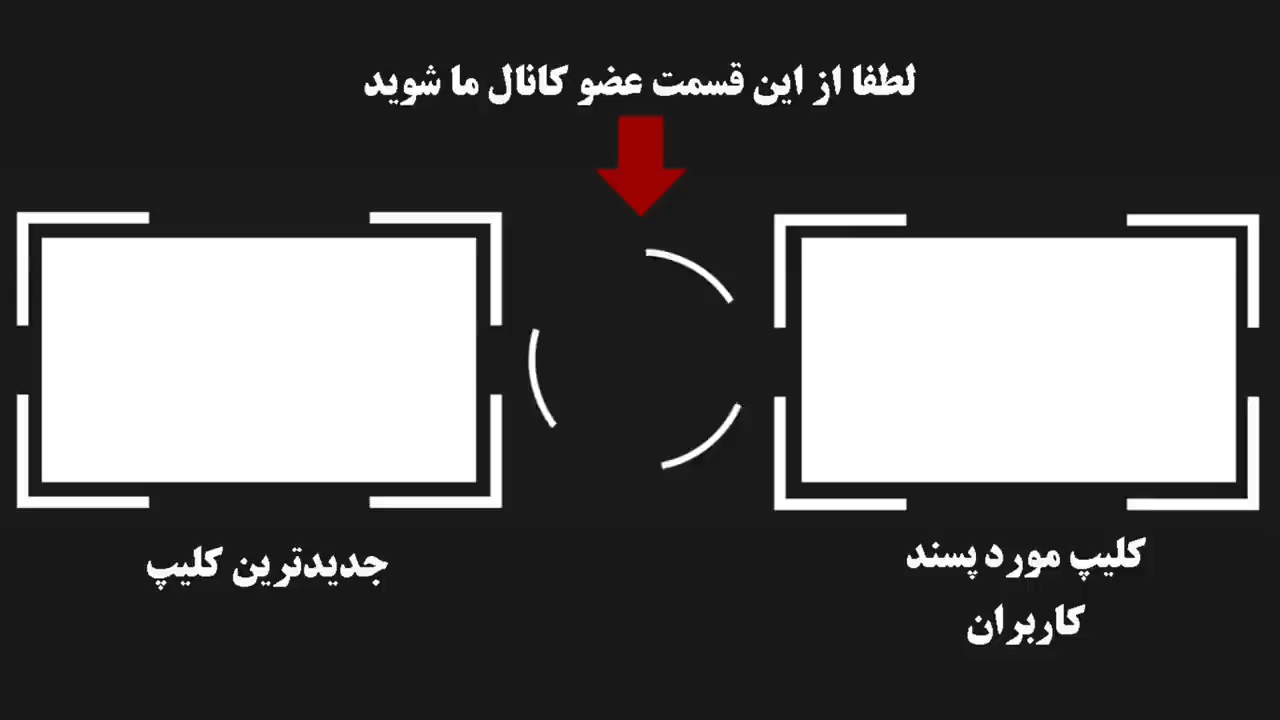 لطفا از این قسمت عضو کانال ما شوید
کلیپ مورد پسند
کاربران
جدیدترین کلیپ